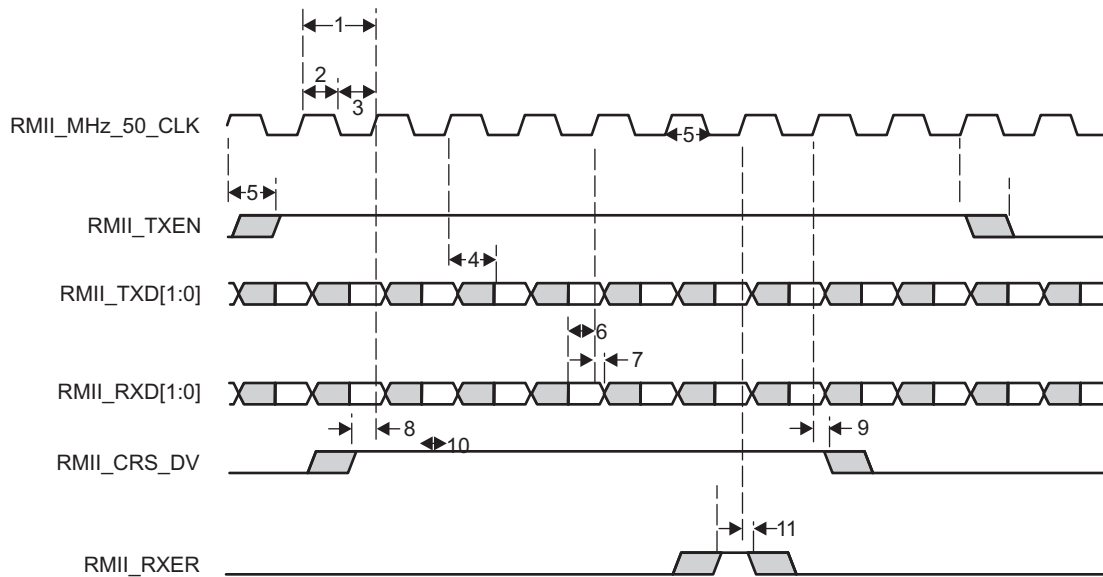 1
2
3
RMII_MHz_50_CLK
5
5
RMII_TXEN
4
RMII_TXD[1:0]
6
7
RMII_RXD[1:0]
8
9
10
RMII_CRS_DV
11
RMII_RXER